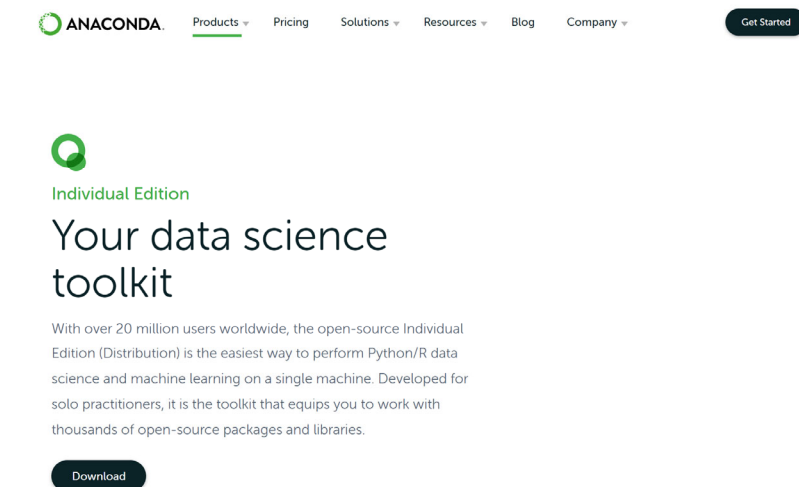 ANACONDA.
Products
Pricing
Solutions
Resources
Blog
Company
Get Started
Individual Edition
Your data science
toolkit
With over 20 million users worldwide, the open-source Individual
Edition (Distribution) is the easiest way to perform Python/R data
science and machine learning on a single machine. Developed for
solo practitioners, it is the toolkit that equips you to work with
thousands of open-source packages and libraries.
Download